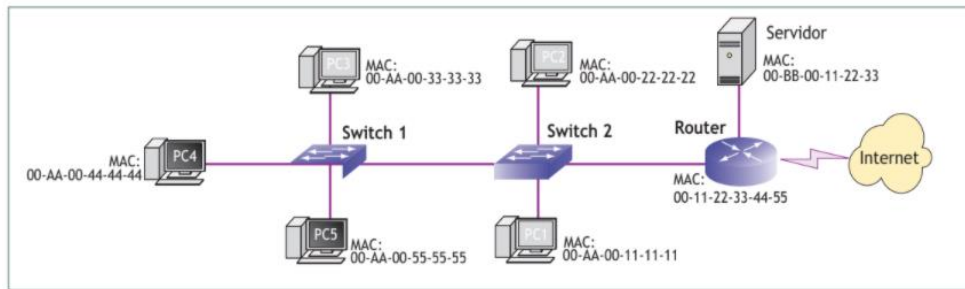 Servidor
MAC:
00-BB-00-11-22-33
PC3
MAC:
00-AA-00-33-33-33
PC2
MAC:
00-AA-00-22-22-22
Switch 1
Switch 2
Router
Internet
PC4
MAC:
00-AA-00-44-44-44
MAC:
00-11-22-33-44-55
PC5
MAC:
00-AA-00-55-55-55
PC1
MAC:
00-AA-00-11-11-11